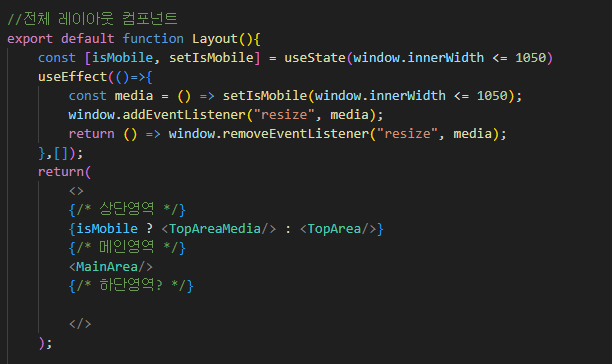 //전체 레이아웃 컴포넌트
export default function Layout(){
    const [isMobile, setIsMobile] = useState(window.innerWidth <= 1050)
    useEffect(()=>{
        const media = () => setIsMobile(window.innerWidth <= 1050);
        window.addEventListener("resize", media);
        return () => window.removeEventListener("resize", media);
    },[]);
    return(
        <>
        {/* 상단영역 */}
        {isMobile ? <TopAreaMedia/> : <TopArea/>}
        {/* 메인영역 */}
        <MainArea/>
        {/* 하단영역? */}
        </>
    );